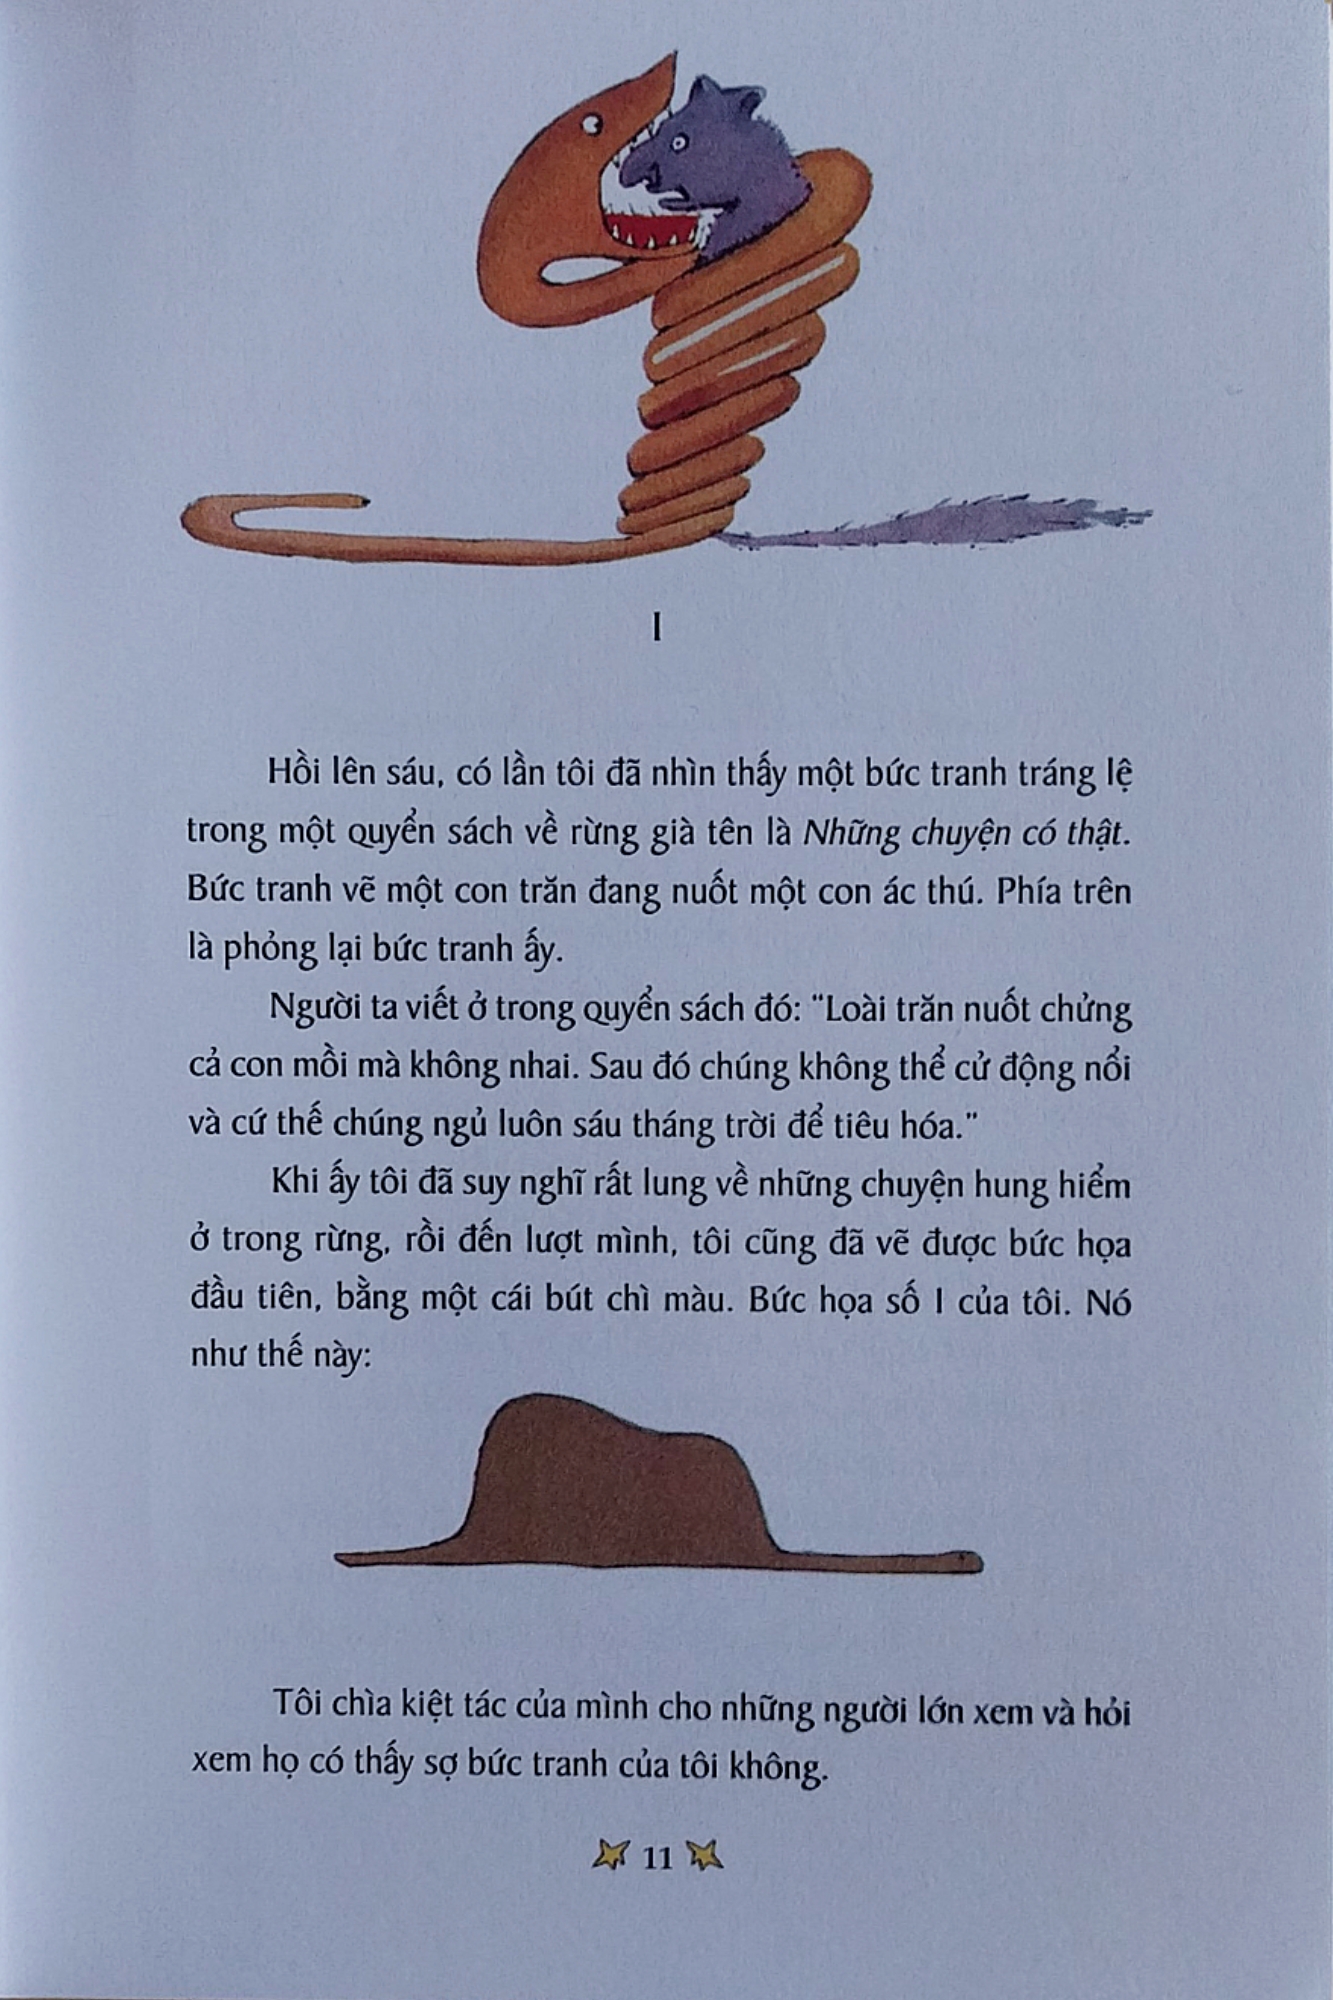 I
Hồi lên sáu, có lần tôi đã nhìn thấy một bức tranh tráng lệ
trong một quyển sách về rừng già tên là Những chuyện có thật.
Bức tranh vẽ một con trăn đang nuốt một con ác thú. Phía trên
là phỏng lại bức tranh ấy.
Người ta viết ở trong quyển sách đó: "Loài trăn nuốt chửng
cả con mồi mà không nhai. Sau đó chúng không thể cử động nổi
và cứ thế chúng ngủ luôn sáu tháng trời để tiêu hóa."
Khi ấy tôi đã suy nghĩ rất lung về những chuyện hung hiểm
ở trong rừng, rồi đến lượt mình, tôi cũng đã vẽ được bức họa
đầu tiên, bằng một cái bút chì màu. Bức họa số I của tôi. Nó
như thế này:
Tôi chìa kiệt tác của mình cho những người lớn xem và hỏi
xem họ có thấy sợ bức tranh của tôi không.
11